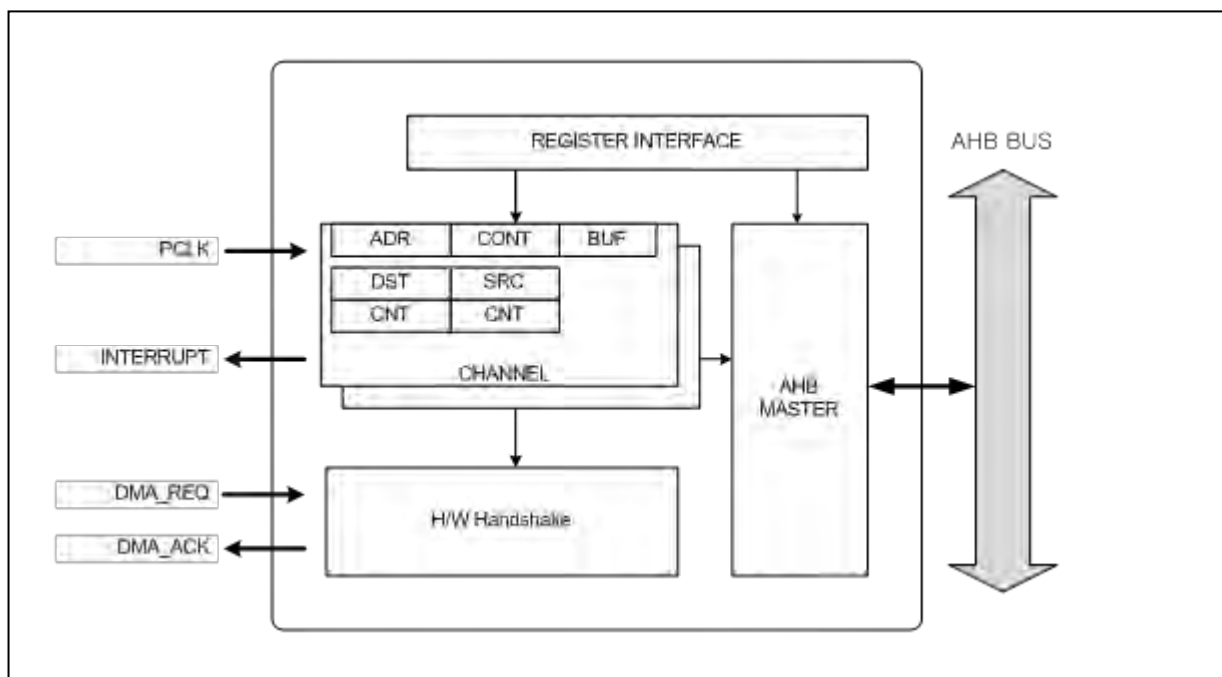 REGISTER INTERFACE
AHB BUS
PCLK
ADR CONT BUF
DST SRC
CNT CNT
INTERRUPT
CHANNEL
AHB
MASTER
DMA_REQ
H/W Handshake
DMA_ACK